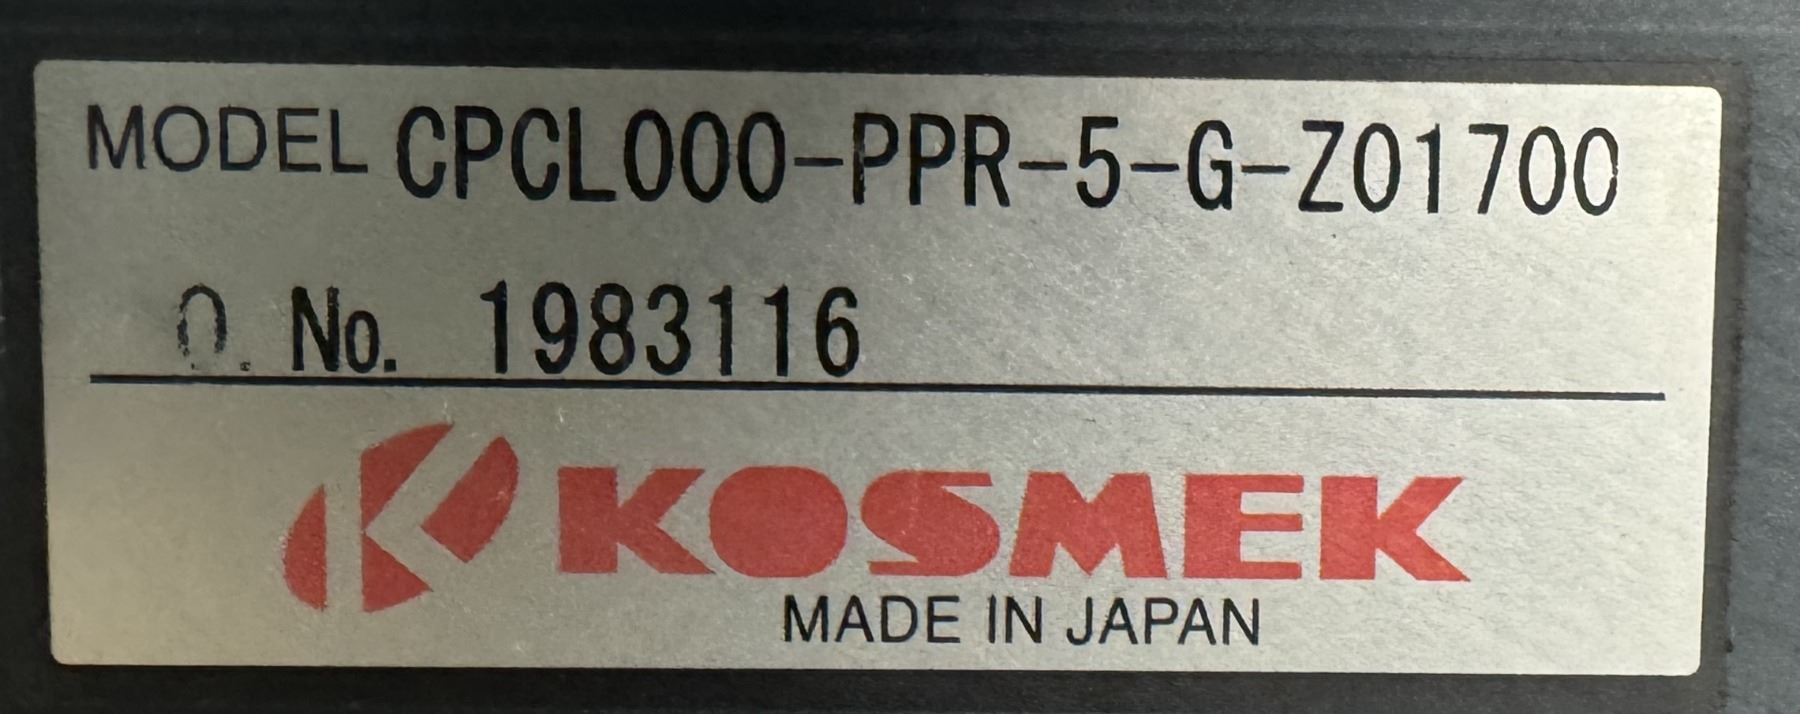 MODEL CPCL000-PPR-5-G-Z01700
O. No. 1983116
KOSMEK
MADE IN JAPAN